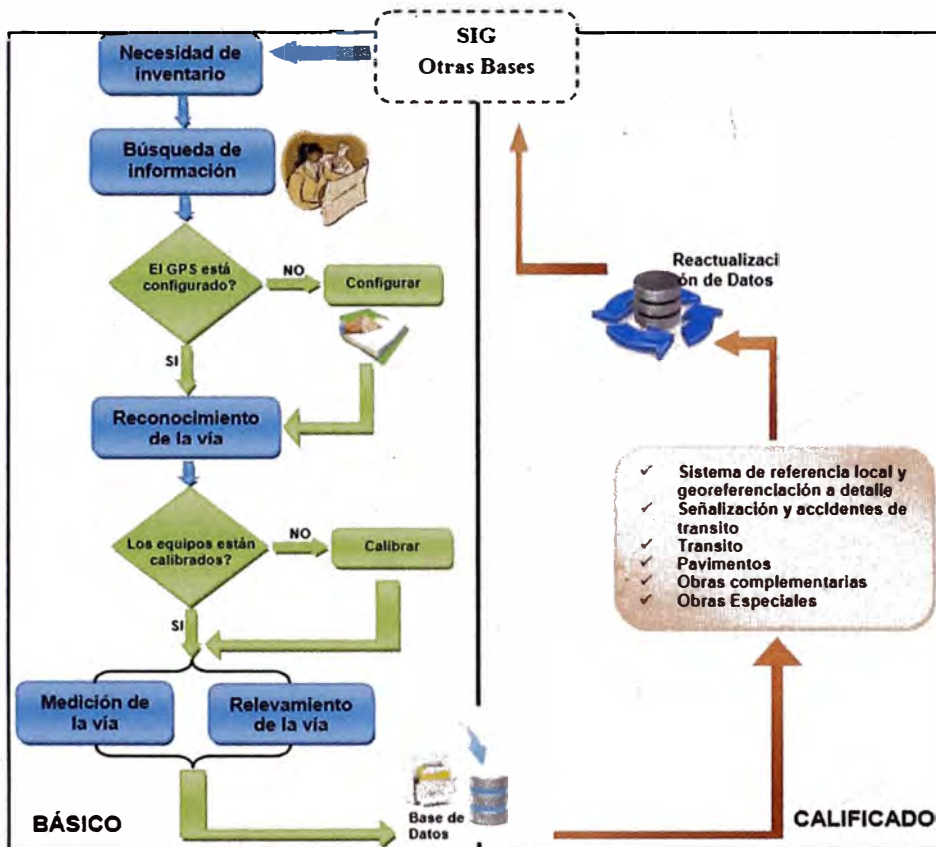 SIG
Otras Bases
Necesidad de
inventario
Búsqueda de
información
El GPS está
configurado?
NO
Configurar
SI
Reconocimiento
de la vía
Los equipos están
calibrados?
NO
Calibrar
SI
Medición de
la vía
Relevamiento
de la vía
Base de
Datos
BÁSICO
Reactualizaci
ón de Datos
✓ Sistema de referencia local y
georeferenciación a detalle
✓ Señalización y accidentes de
transito
✓ Transito
✓ Pavimentos
✓ Obras complementarias
✓ Obras Especiales
CALIFICADO